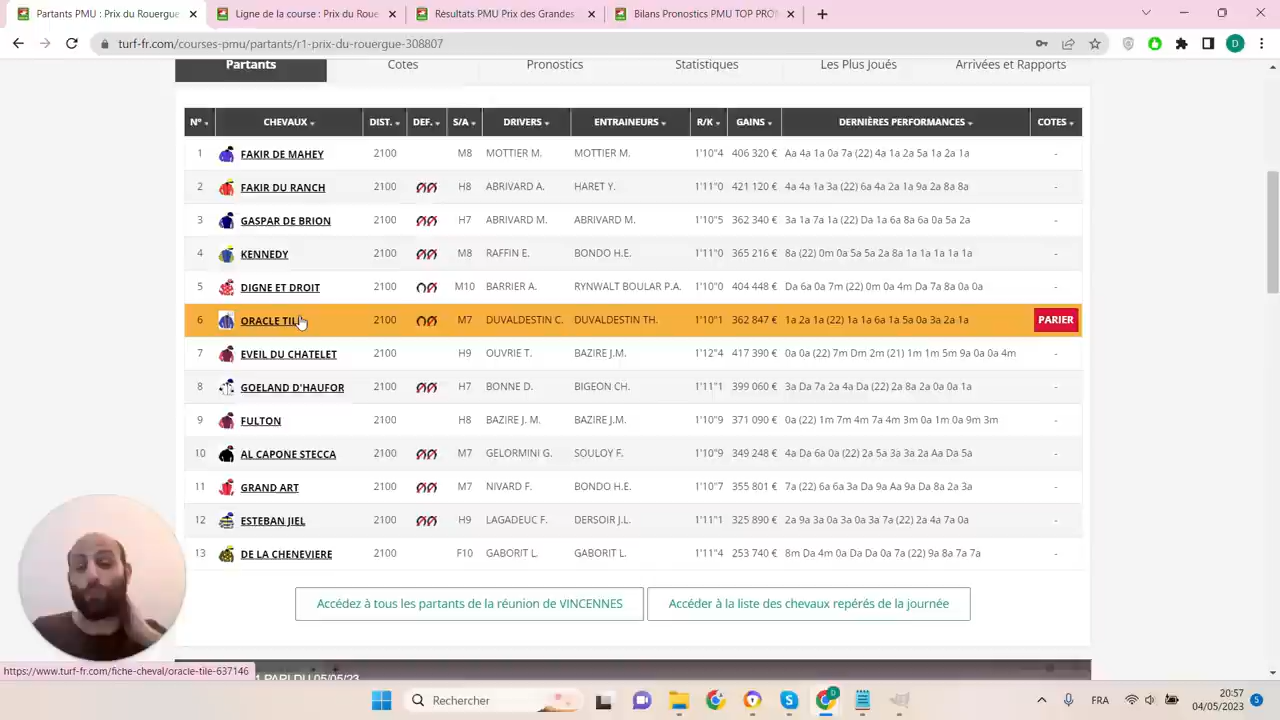 Partants PMU : Prix du Rouergu
Ligne de la course : Prix du Rou
Résultats PMU Prix des Grandes
Bilans Pronostics PMU TOP PRO
turf-fr.com/courses-pmu/partants/r1-prix-du-rouergue-308807
Partants Cotes Pronostics Statistiques Les Plus Joués Arrivées et Rapports
N° CHEVAUX DIST. DEF. S/A DRIVERS ENTRAINEURS R/K GAINS DERNIÈRES PERFORMANCES COTES
1 FAKIR DE MAHEY 2100 M8 MOTTIER M. MOTTIER M. 1'10"4 406 320 € Aa 4a 1a 0a 7a (22) 4a 1a 2a 5a 1a 2a 1a -
2 FAKIR DU RANCH 2100 H8 ABRIVARD A. HARET Y. 1'11"0 421 120 € 4a 4a 1a 3a (22) 6a 4a 2a 1a 9a 2a 8a 8a -
3 GASPAR DE BRION 2100 H7 ABRIVARD M. ABRIVARD M. 1'10"5 362 340 € 3a 1a 7a 1a (22) Da 1a 6a 8a 6a 0a 5a 2a -
4 KENNEDY 2100 M8 RAFFIN E. BONDO H.E. 1'11"0 365 216 € 8a (22) 0m 0a 5a 5a 2a 8a 1a 1a 1a 1a 1a -
5 DIGNE ET DROIT 2100 M10 BARRIER A. RYNWALT BOULAR P.A. 1'10"0 404 448 € Da 6a 0a 7m (22) 0m 0a 4m Da 7a 8a 0a 0a -
6 ORACLE TIL 2100 M7 DUVALDESTIN C. DUVALDESTIN TH. 1'10"1 362 847 € 1a 2a 1a (22) 1a 1a 6a 1a 5a 0a 3a 2a 1a PARIER
7 EVEIL DU CHATELET 2100 H9 OUVRIE T. BAZIRE J.M. 1'12"4 417 390 € 0a 0a (22) 7m Dm 2m (21) 1m 1m 5m 9a 0a 0a 4m -
8 GOELAND D'HAUFOR 2100 H7 BONNE D. BIGEON CH. 1'11"1 399 060 € 3a Da 7a 2a 4a Da (22) 2a 8a 2a 0a 0a 1a -
9 FULTON 2100 H8 BAZIRE J. M. BAZIRE J.M. 1'10"9 371 090 € 0a (22) 1m 7m 4m 7a 4m 3m 0a 1m 0a 9m 3m -
10 AL CAPONE STECCA 2100 M7 GELORMINI G. SOULOY F. 1'10"9 349 248 € 4a Da 6a 0a (22) 2a 5a 3a 3a 2a Aa Da 5a -
11 GRAND ART 2100 M7 NIVARD F. BONDO H.E. 1'10"7 355 801 € 7a (22) 6a 6a 3a Da 9a Aa 9a Da 8a 2a 3a -
12 ESTEBAN JIEL 2100 H9 LAGADEUC F. DERSOIR J.L. 1'11"1 325 890 € 2a 9a 3a 0a 3a 0a 3a 7a (22) 2a 4a 7a 0a -
13 DE LA CHENEVIERE 2100 F10 GABORIT L. GABORIT L. 1'11"4 253 740 € 8m Da 4m 0a Da Da 0a 7a (22) 9a 8a 7a 7a -
Accédez à tous les partants de la réunion de VINCENNES
Accéder à la liste des chevaux repérés de la journée
1 PARI DU 05/05/23
https://www.turf-fr.com/fiche-cheval/oracle-tile-637146
Rechercher
FRA
20:57
04/05/2023